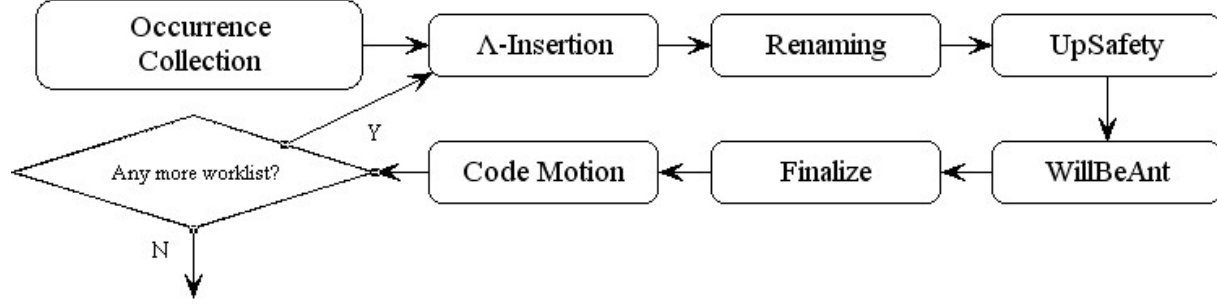 Occurrence
Collection
Λ-Insertion
Renaming
UpSafety
WillBeAnt
Finalize
Code Motion
Any more worklist?
Y
N